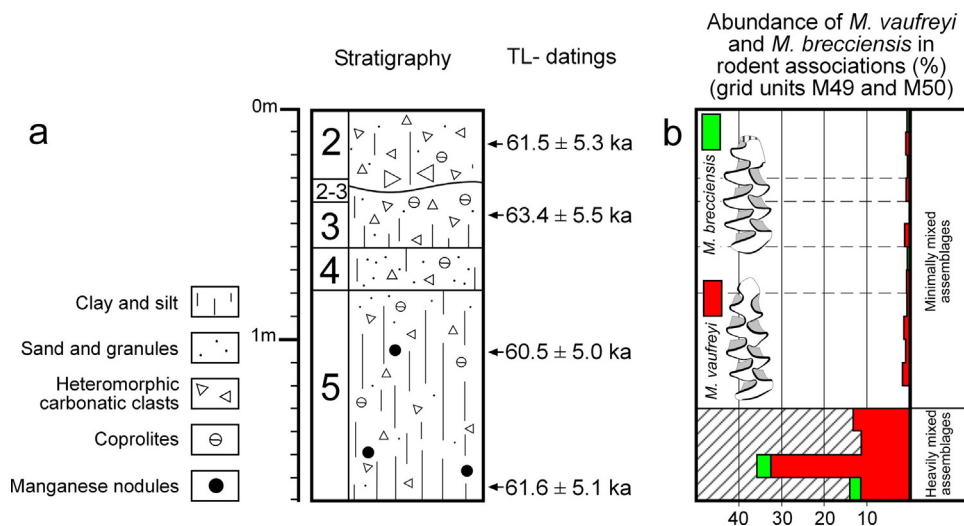 a
Stratigraphy
TL- datings
0m
1m
2
2-3
3
4
5
61.5 ± 5.3 ka
63.4 ± 5.5 ka
60.5 ± 5.0 ka
61.6 ± 5.1 ka
Clay and silt
Sand and granules
Heteromorphic
carbonatic clasts
Coprolites
Manganese nodules
b
Abundance of M. vaufreyi
and M. brecciensis in
rodent associations (%)
(grid units M49 and M50)
M. brecciensis
M. vaufreyi
Minimally mixed
assemblages
Heavily mixed
assemblages
40 30 20 10